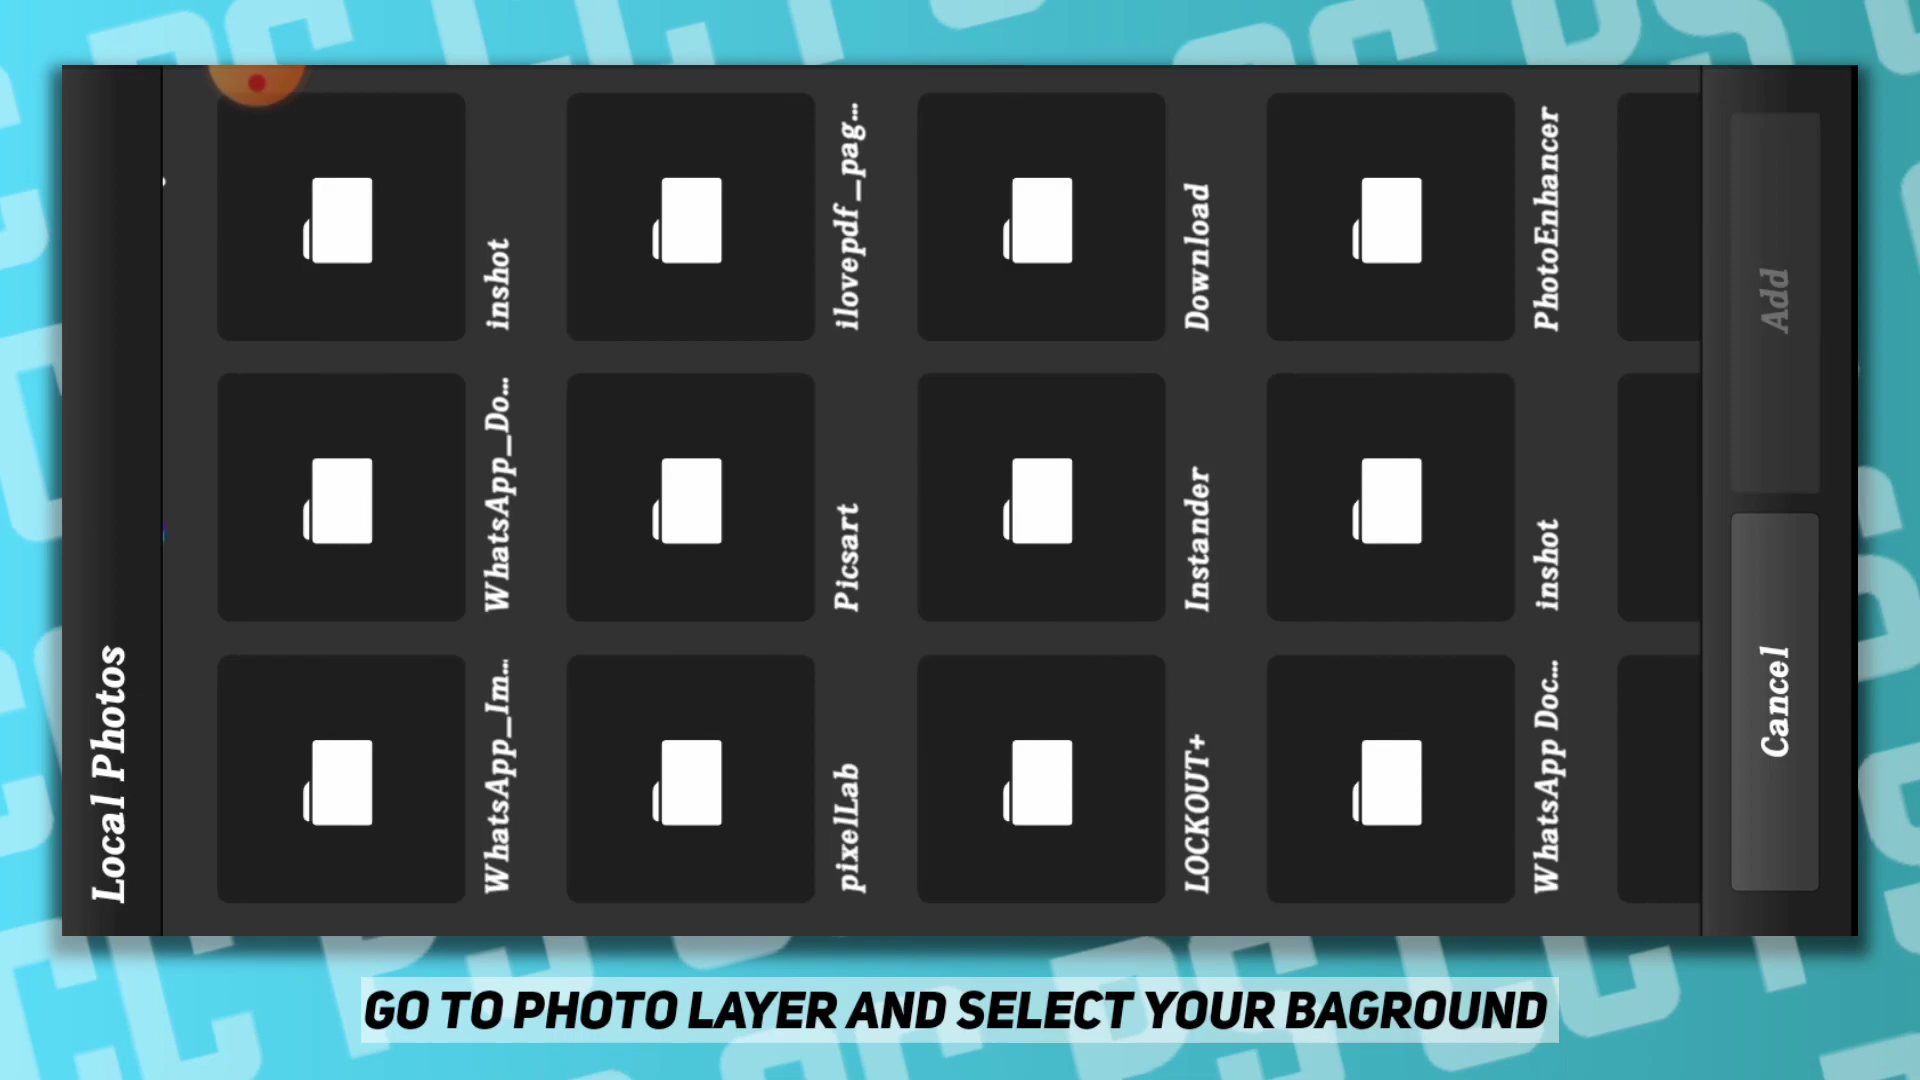 Local Photos
WhatsApp_Im...
WhatsApp_Do...
inshot
pixelLab
Picsart
ilovepdf_pag...
LOCKOUT+
Instander
Download
WhatsApp Doc...
inshot
PhotoEnhancer
Cancel
Add
GO TO PHOTO LAYER AND SELECT YOUR BAGROUND